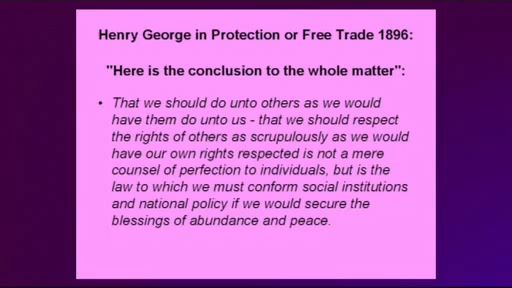 Henry George in Protection or Free Trade 1896:
"Here is the conclusion to the whole matter":
• That we should do unto others as we would
have them do unto us - that we should respect
the rights of others as scrupulously as we would
have our own rights respected is not a mere
counsel of perfection to individuals, but is the
law to which we must conform social institutions
and national policy if we would secure the
blessings of abundance and peace.